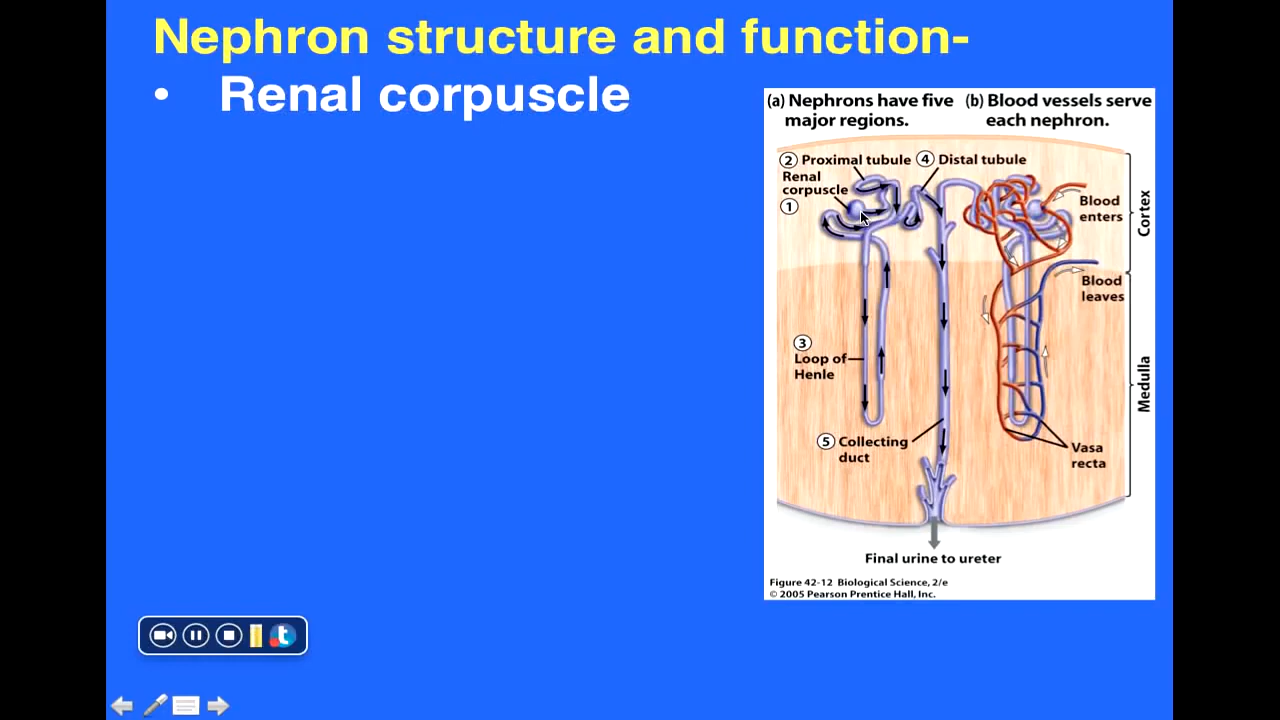 Nephron structure and function-
• Renal corpuscle
(a) Nephrons have five
major regions.
(b) Blood vessels serve
each nephron.
2 Proximal tubule
4 Distal tubule
Renal
corpuscle
1
Blood
enters
Cortex
Blood
leaves
3
Loop of
Henle
Medulla
5 Collecting
duct
Vasa
recta
Final urine to ureter
Figure 42-12 Biological Science, 2/e
© 2005 Pearson Prentice Hall, Inc.
t